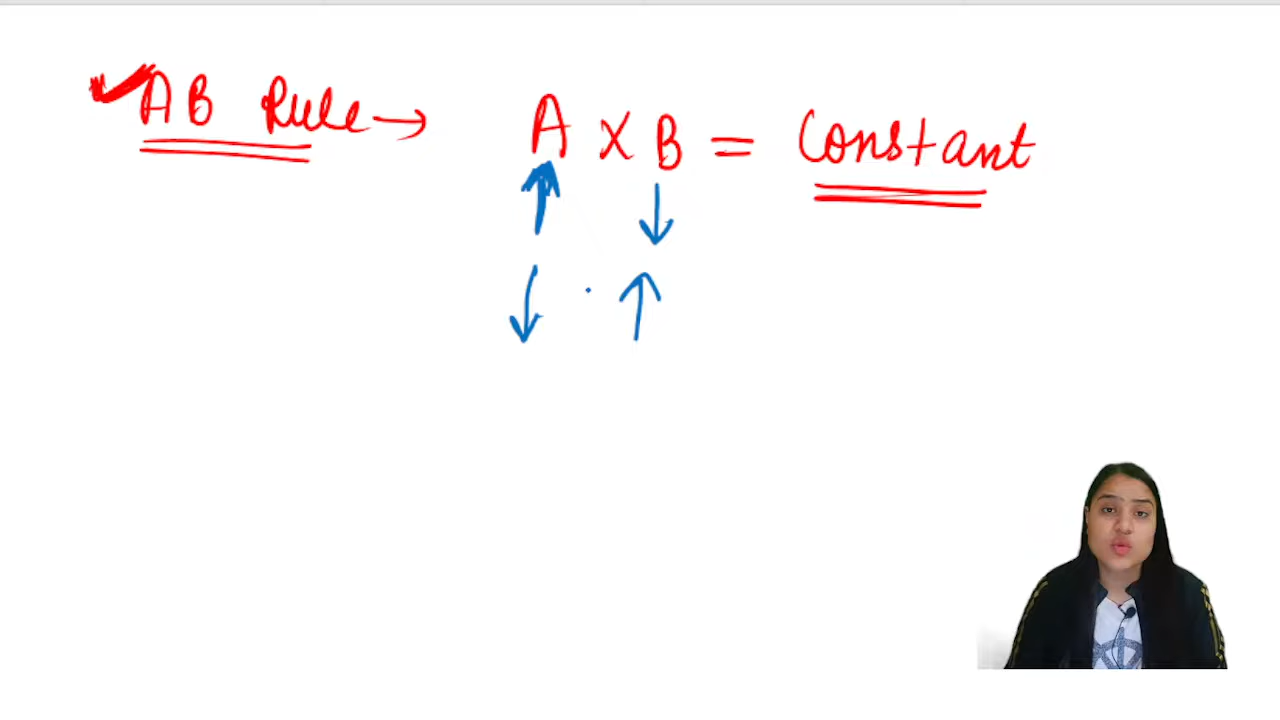 AB Rule → A × B = Constant
↑ ↓
↓ ↑